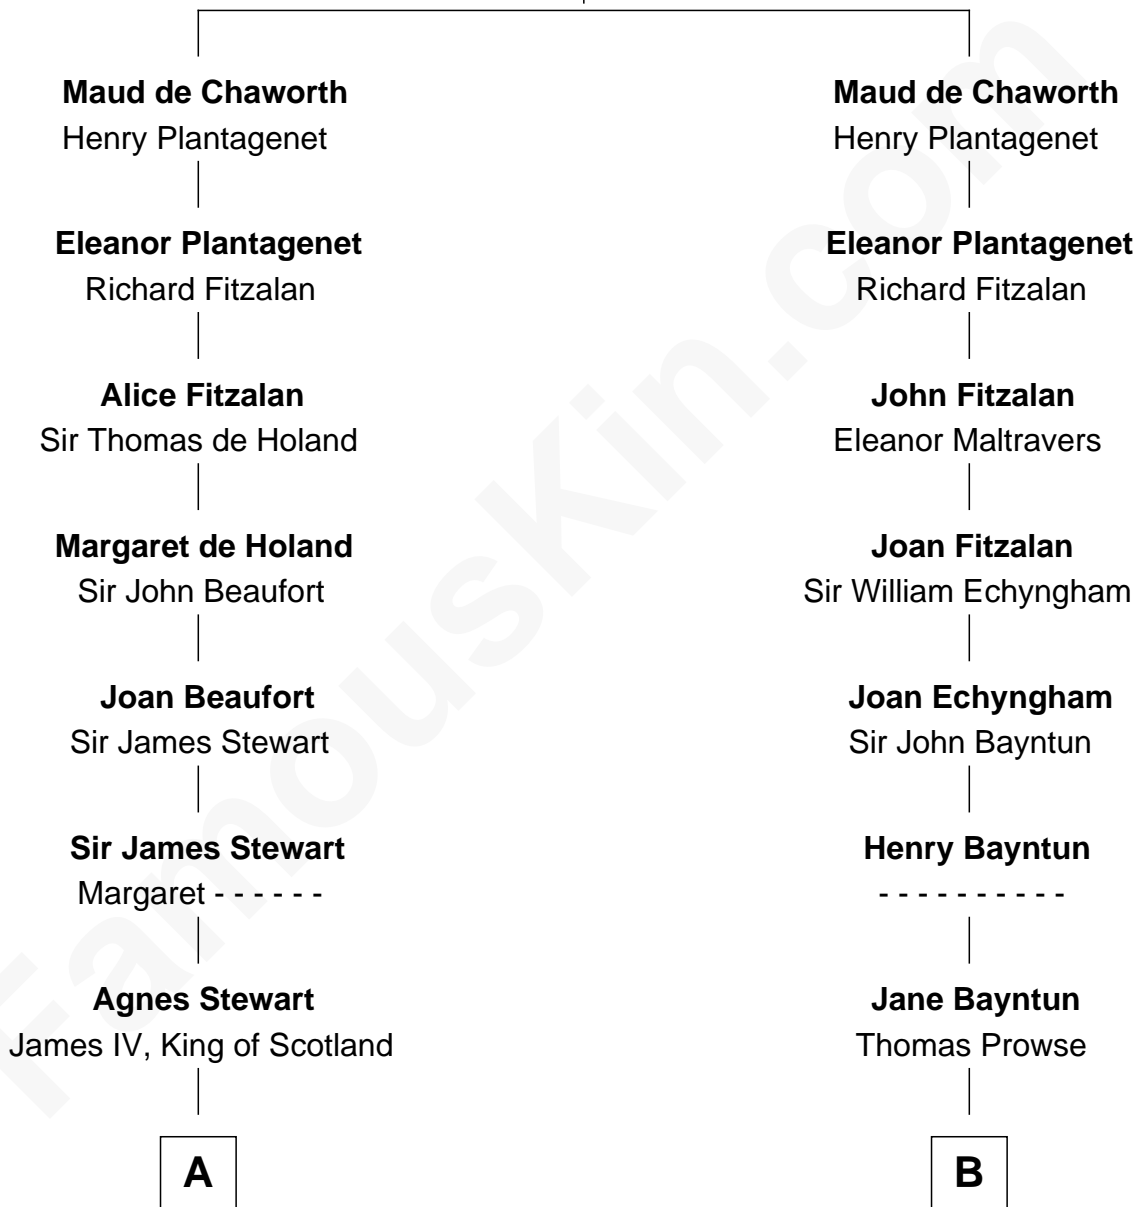 Maud de Chaworth
Henry Plantagenet
Eleanor Plantagenet
Richard Fitzalan
Alice Fitzalan
Sir Thomas de Holand
Margaret de Holand
Sir John Beaufort
Joan Beaufort
Sir James Stewart
Sir James Stewart
Margaret - - - - - -
Agnes Stewart
James IV, King of Scotland
A
Maud de Chaworth
Henry Plantagenet
Eleanor Plantagenet
Richard Fitzalan
John Fitzalan
Eleanor Maltravers
Joan Fitzalan
Sir William Echyngham
Joan Echyngham
Sir John Bayntun
Henry Bayntun
- - - - - - - - - -
Jane Bayntun
Thomas Prowse
B
FamousKin.com